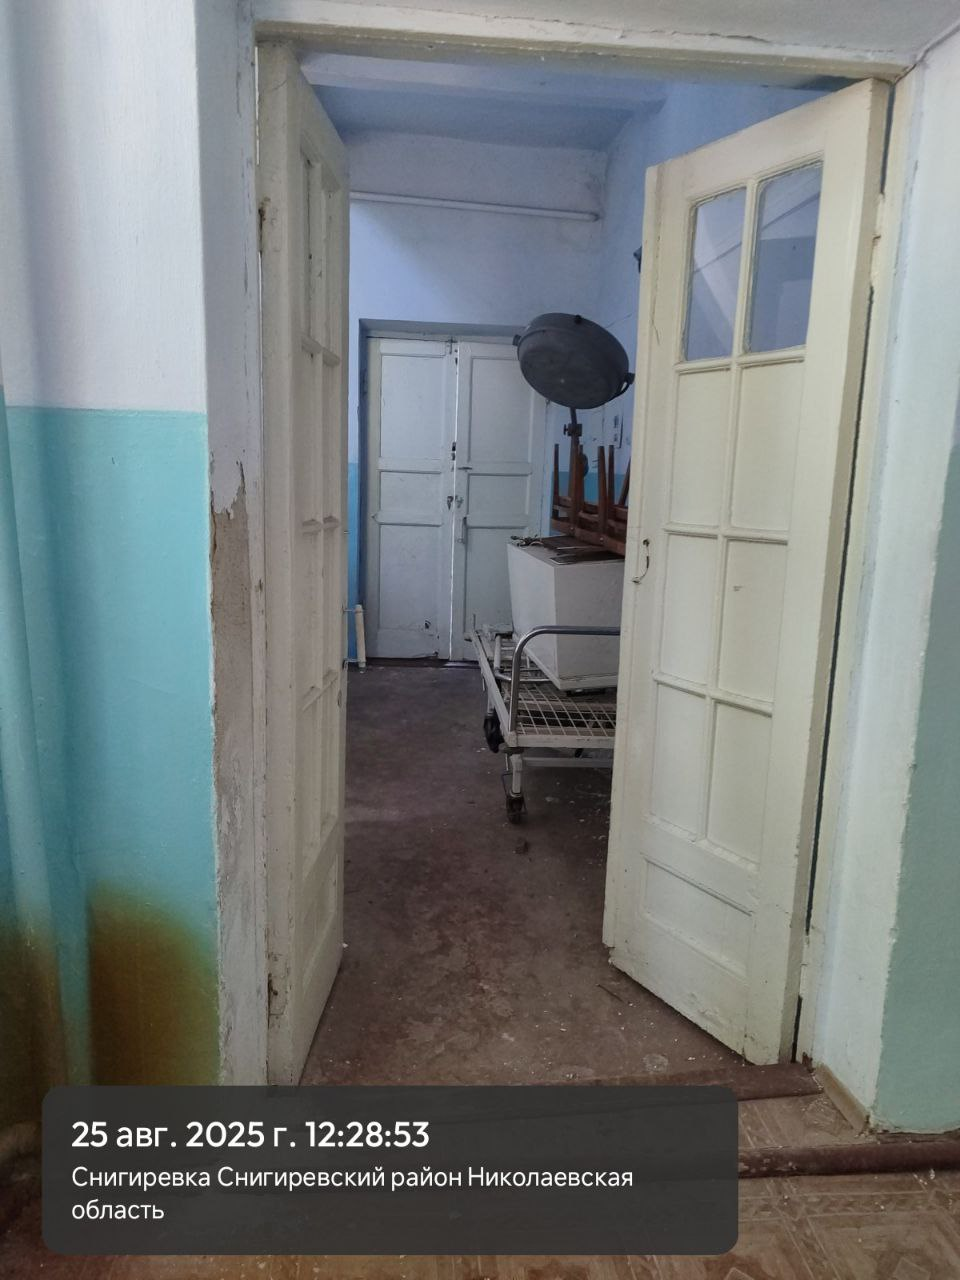 25 авг. 2025 г. 12:28:53
Снигиревка Снигиревский район Николаевская
область